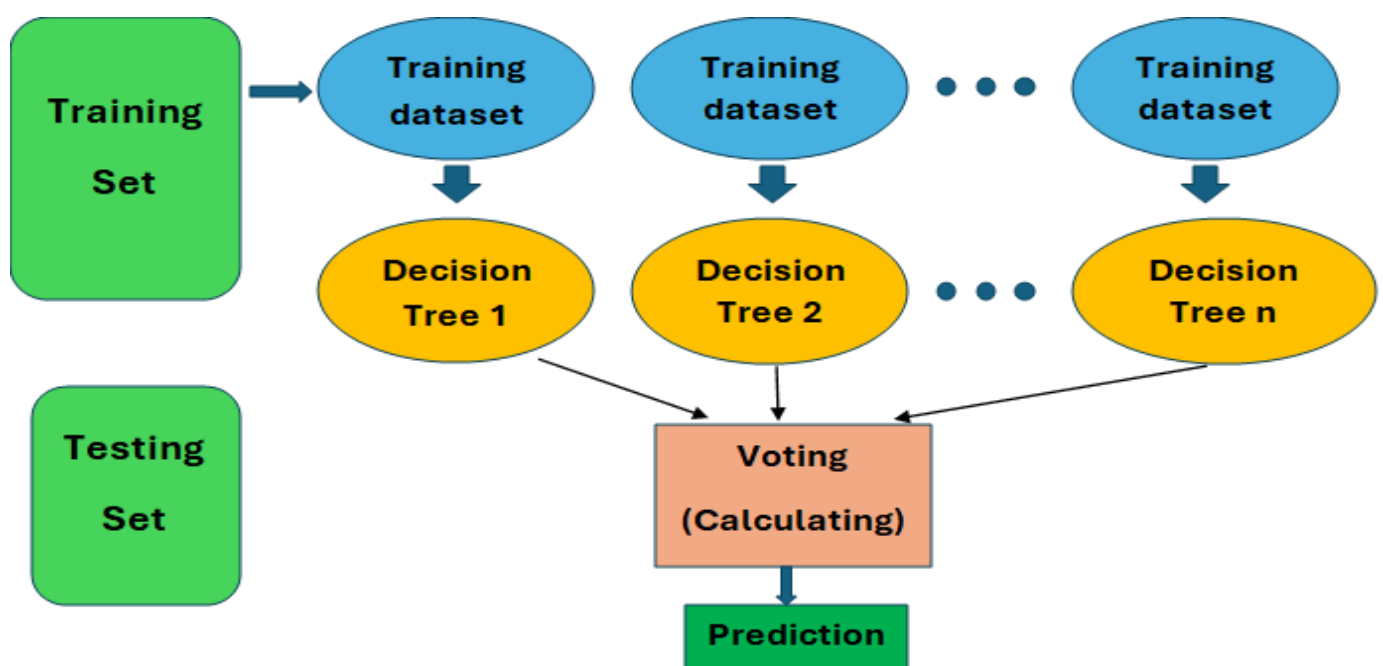 Training
Set
Training
dataset
Training
dataset
Training
dataset
Decision
Tree 1
Decision
Tree 2
Decision
Tree n
Testing
Set
Voting
(Calculating)
Prediction